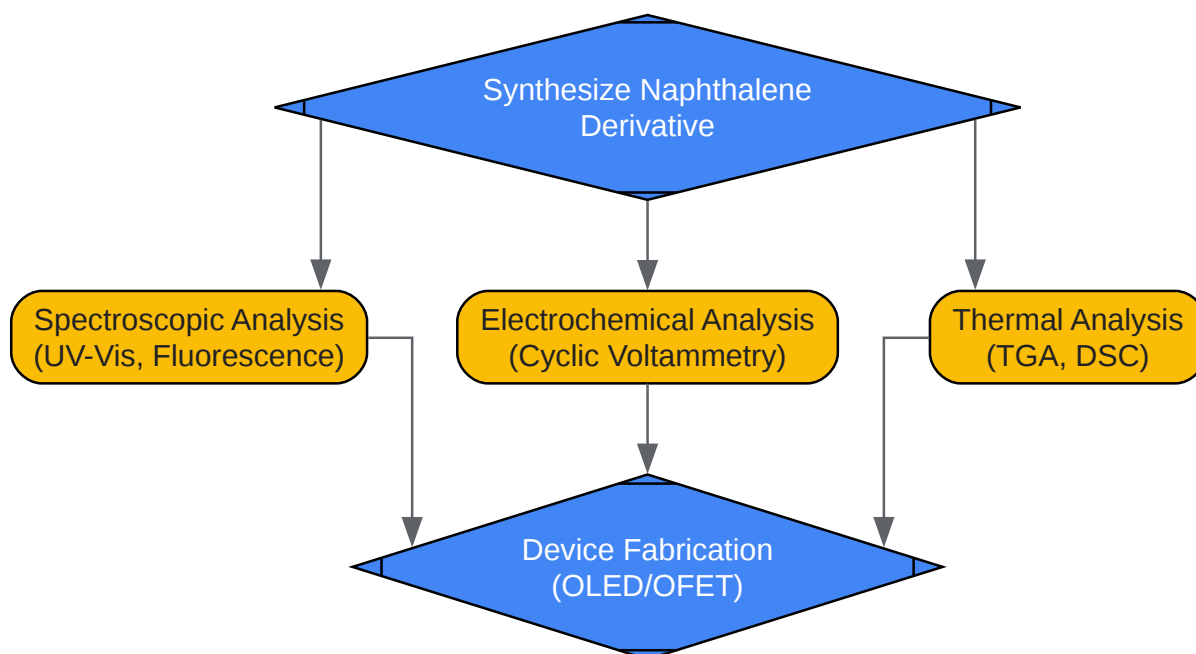 Synthesize Naphthalene
Derivative
Spectroscopic Analysis
(UV-Vis, Fluorescence)
Electrochemical Analysis
(Cyclic Voltammetry)
Thermal Analysis
(TGA, DSC)
Device Fabrication
(OLED/OFET)